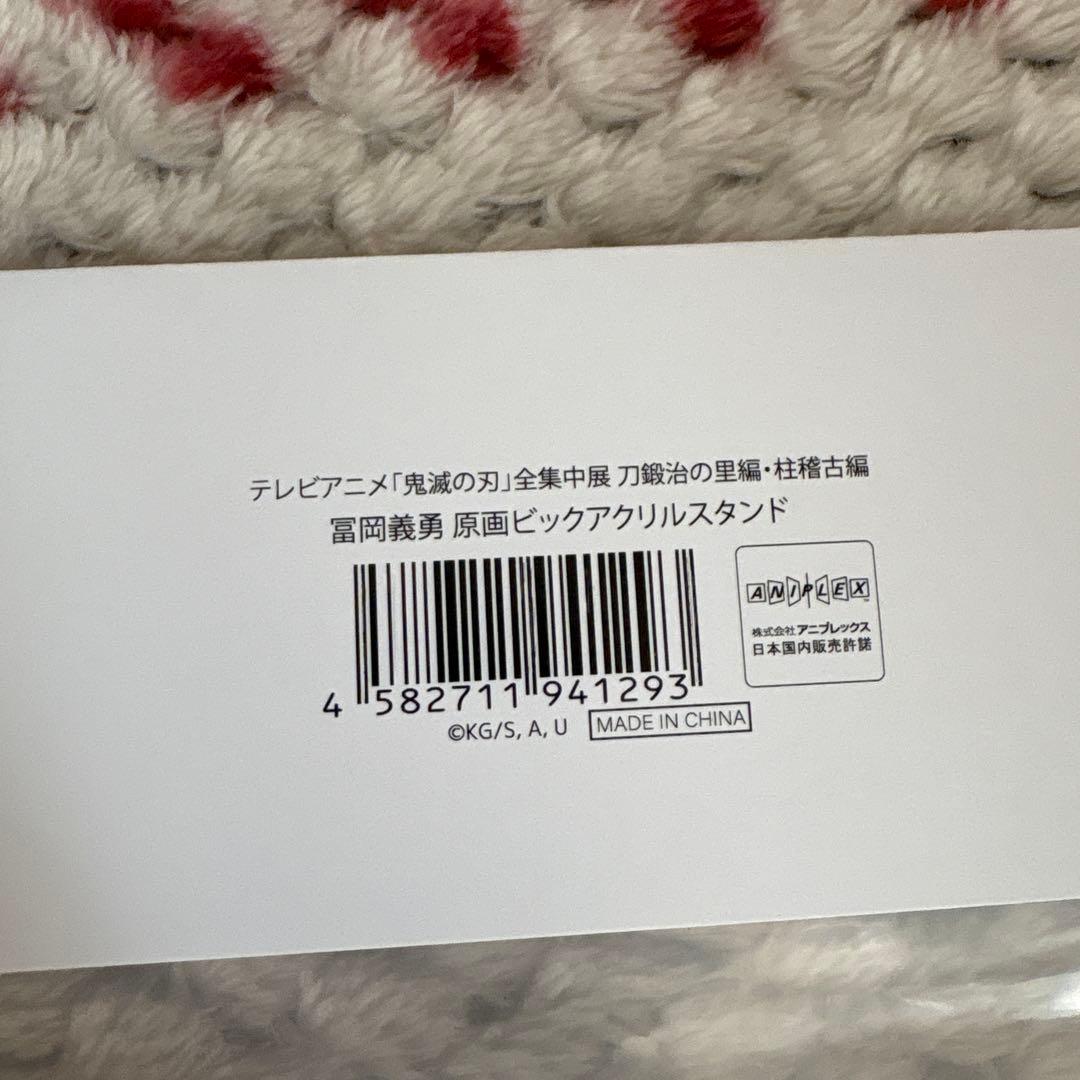 テレビアニメ「鬼滅の刃」全集中展 刀鍛治の里編・柱稽古編
冨岡義勇 原画ビックアクリルスタンド
4 582711 941293
©KG/S, A, U
MADE IN CHINA
ANIPLEX™
株式会社アニプレックス
日本国内販売許諾